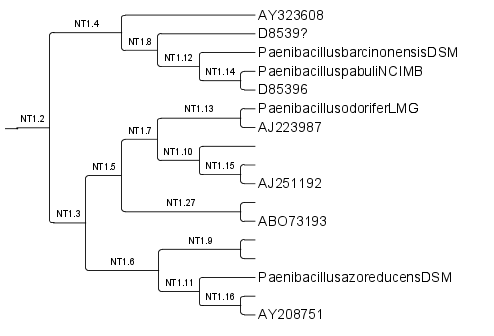 AY323608
NT1.4
D8539?
NT1.8
PaenibacillusbarcinonensisDSM
NT1.12
PaenibacilluspabuliNCIMB
NT1.14
D85396
PaenibacillusodoriferLMG
NT1.13
NT1.2
AJ223987
NT1.7
NT1.10
NT1.15
NT1.5
AJ251192
NT1.27
NT1.3
ABO73193
NT1.9
NT1.6
PaenibacillusazoreducensDSM
NT1.11
NT1.16
AY208751